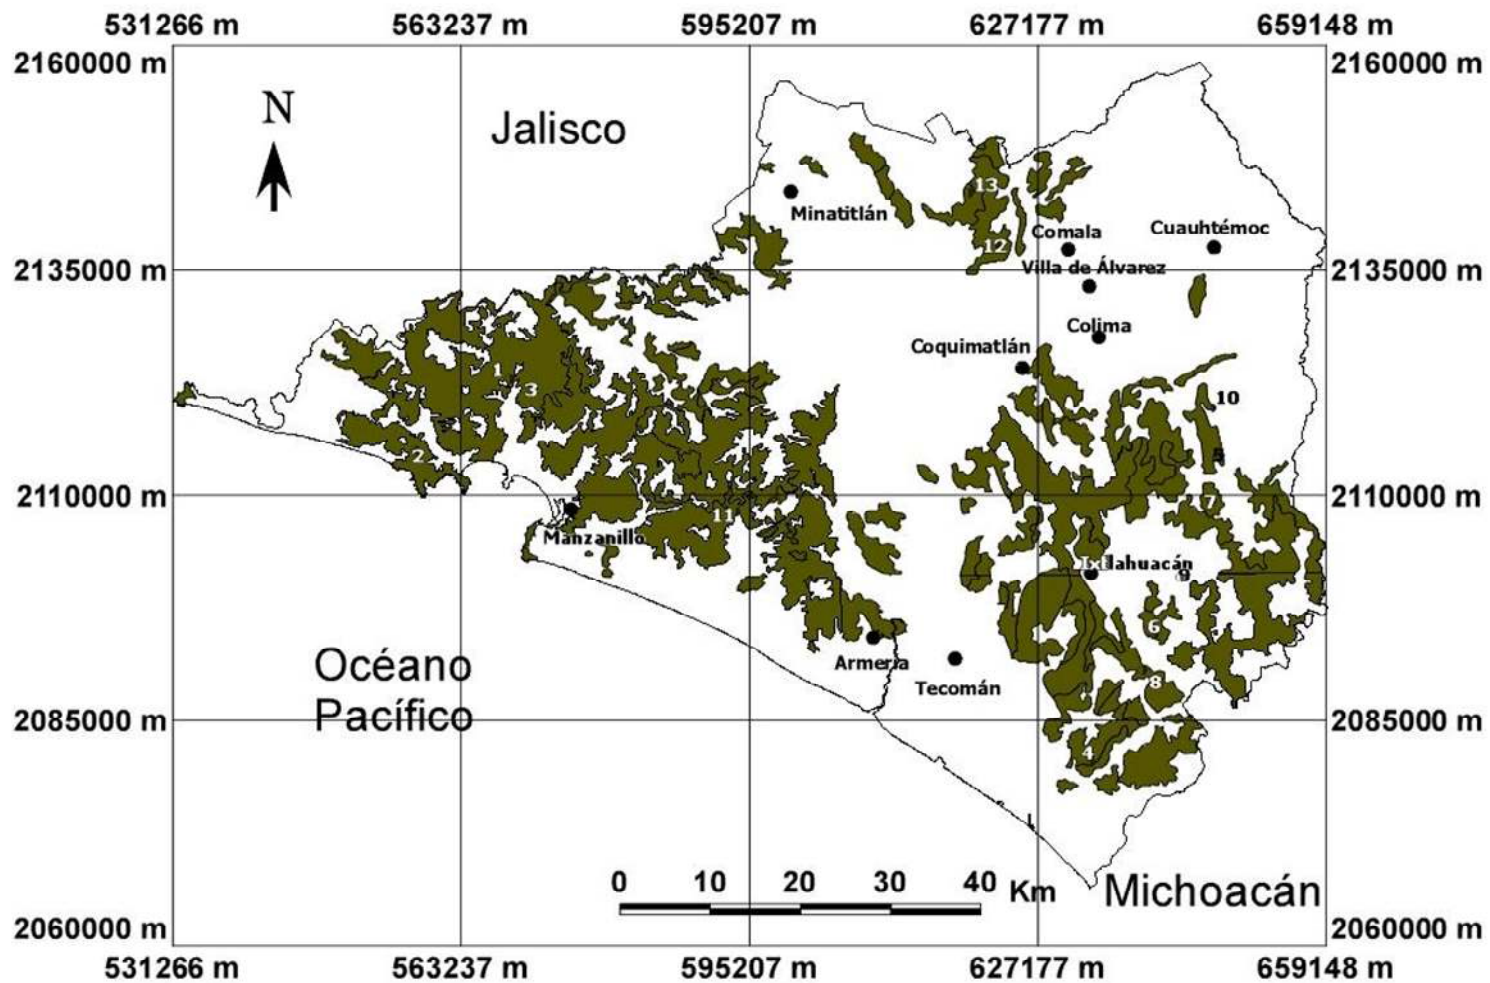 531266 m 563237 m 595207 m 627177 m 659148 m
2160000 m 2160000 m
N
Jalisco
13
Minatitlán
Comala Cuauhtémoc
12
2135000 m 2135000 m
Villa de Álvarez
Colima
Coquimatlán
1
3
10
2
5
2110000 m 2110000 m
7
11
Manzanillo
Ixtlahuacán
9
6
Armería
Océano
Tecomán
8
Pacífico
2085000 m 2085000 m
4
0 10 20 30 40 Km
Michoacán
2060000 m 2060000 m
531266 m 563237 m 595207 m 627177 m 659148 m